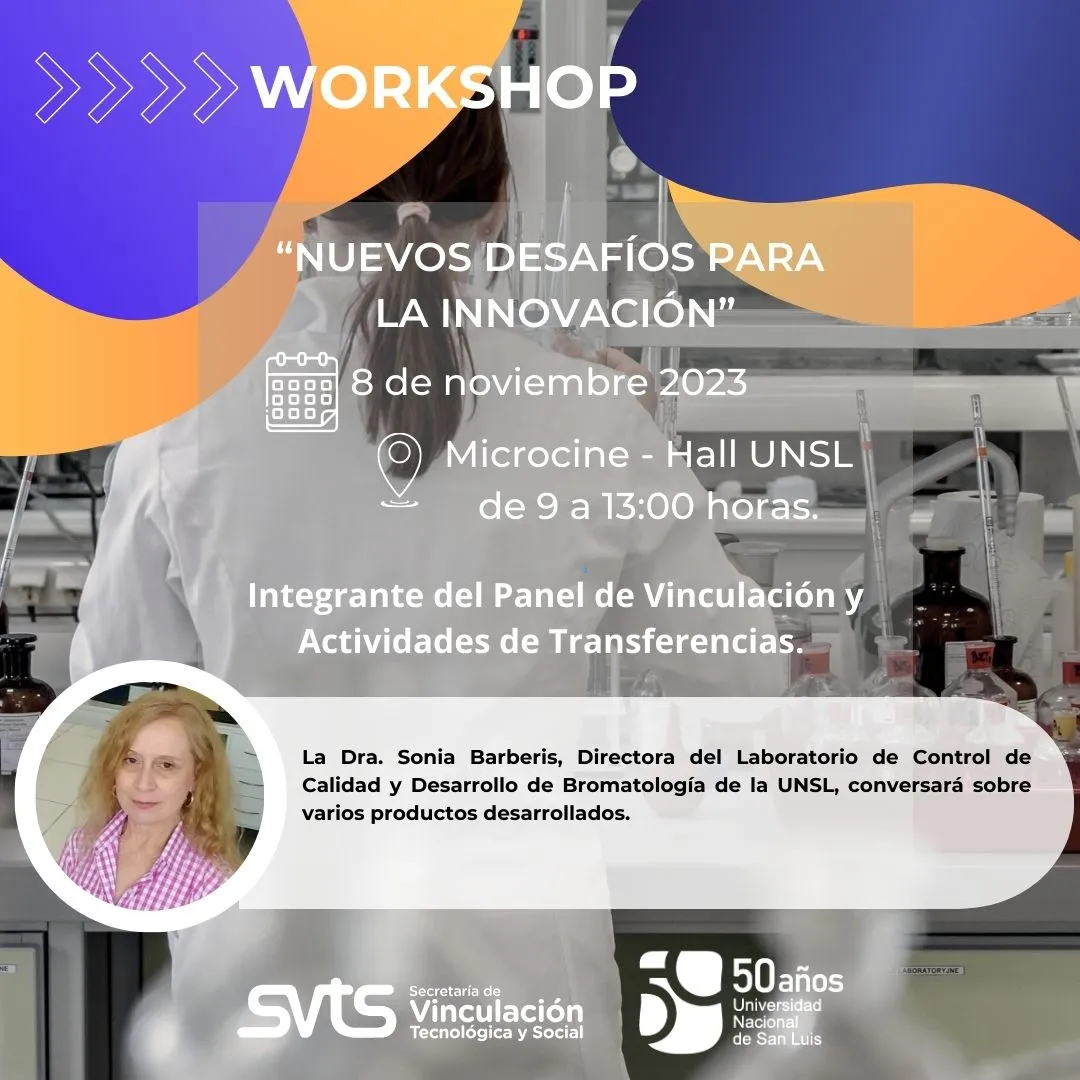 WORKSHOP
“NUEVOS DESAFÍOS PARA
LA INNOVACIÓN”
8 de noviembre 2023
Microcine - Hall UNSL
de 9 a 13:00 horas.
Integrante del Panel de Vinculación y
Actividades de Transferencias.
La Dra. Sonia Barberis, Directora del Laboratorio de Control de
Calidad y Desarrollo de Bromatología de la UNSL, conversará sobre
varios productos desarrollados.
svts
Secretaría de
Vinculación
Tecnológica y Social
50 años
Universidad
Nacional
de San Luis